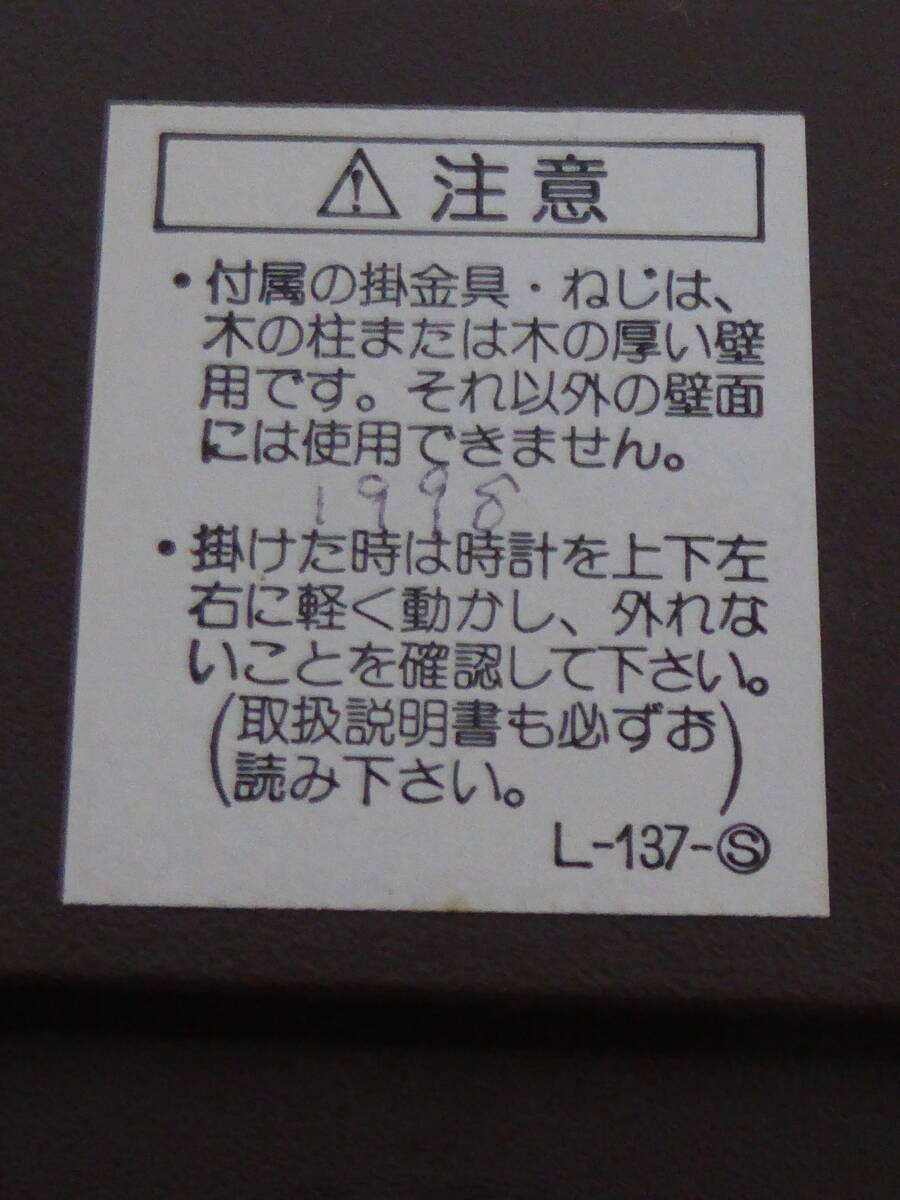 ⚠ 注意
・付属の掛金具・ねじは、
木の柱または木の厚い壁
用です。それ以外の壁面
には使用できません。
1998
・掛けた時は時計を上下左
右に軽く動かし、外れな
いことを確認して下さい。
(取扱説明書も必ずお
読み下さい。)
L-137-Ⓢ